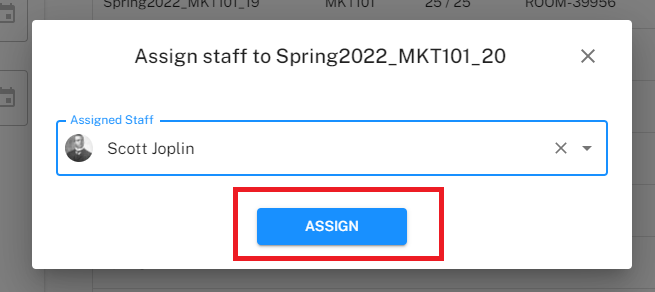 Spring2022_MKT101_19 MKT101 25 / 25 ROOM-39956
Assign staff to Spring2022_MKT101_20
Assigned Staff
Scott Joplin
ASSIGN